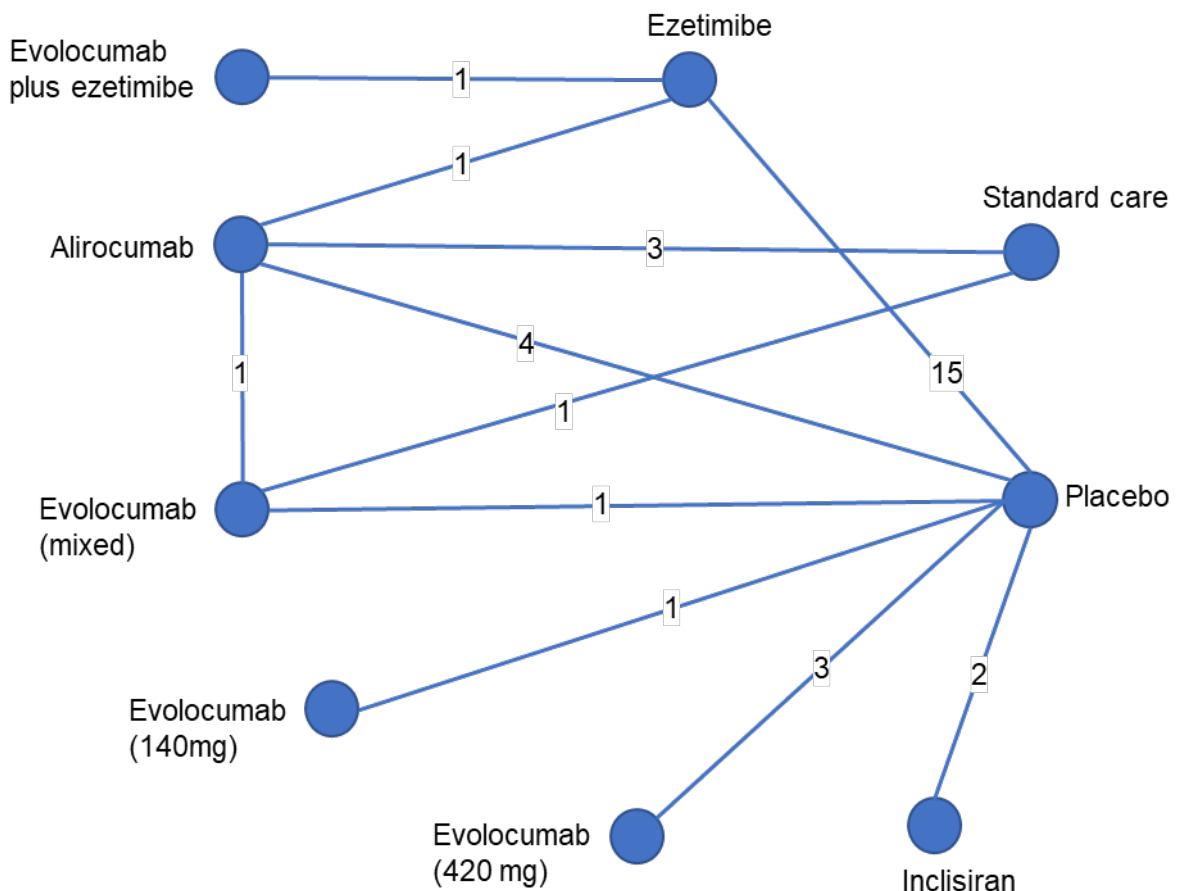 Ezetimibe
Evolocumab
plus ezetimibe
1
1
Standard care
Alirocumab
3
4
1
15
1
Evolocumab
(mixed)
1
Placebo
1
3
2
Evolocumab
(140mg)
Evolocumab
(420 mg)
Inclisiran